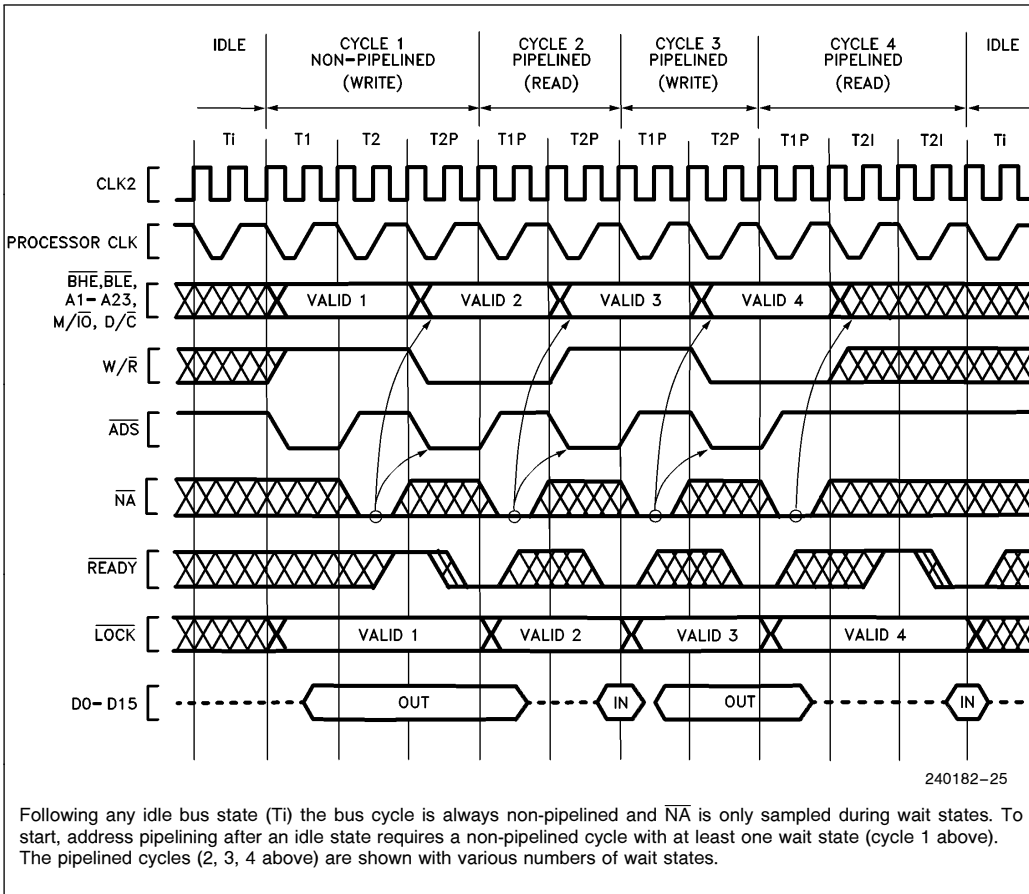 IDLE CYCLE 1 CYCLE 2 CYCLE 3 CYCLE 4 IDLE
NON-PIPELINED PIPELINED PIPELINED PIPELINED
(WRITE) (READ) (WRITE) (READ)
Ti T1 T2 T2P T1P T2P T1P T2P T1P T2I T2I Ti
CLK2
PROCESSOR CLK
BHE,BLE,
A1-A23, VALID 1 VALID 2 VALID 3 VALID 4
M/IO, D/C
W/R
ADS
NA
READY
LOCK VALID 1 VALID 2 VALID 3 VALID 4
D0-D15 OUT IN OUT IN
240182-25
Following any idle bus state (Ti) the bus cycle is always non-pipelined and NA is only sampled during wait states. To
start, address pipelining after an idle state requires a non-pipelined cycle with at least one wait state (cycle 1 above).
The pipelined cycles (2, 3, 4 above) are shown with various numbers of wait states.